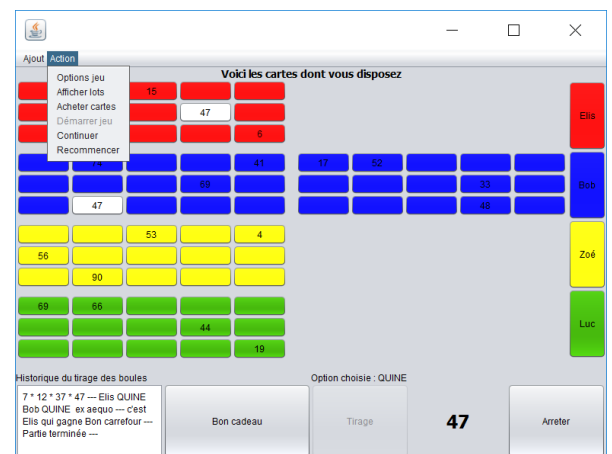 Ajout Action
Options jeu
Afficher lots
Acheter cartes
Démarrer jeu
Continuer
Recommencer
Voici les cartes dont vous disposez
15
47
6
Elis
74 41 17 52
69 33
47 48
Bob
53 4
56
90
Zoé
69 66
44
19
Luc
Historique du tirage des boules
Option choisie : QUINE
7 * 12 * 37 * 47 --- Elis QUINE
Bob QUINE ex aequo --- c'est
Elis qui gagne Bon carrefour ---
Partie terminée ---
Bon cadeau
Tirage
47
Arreter